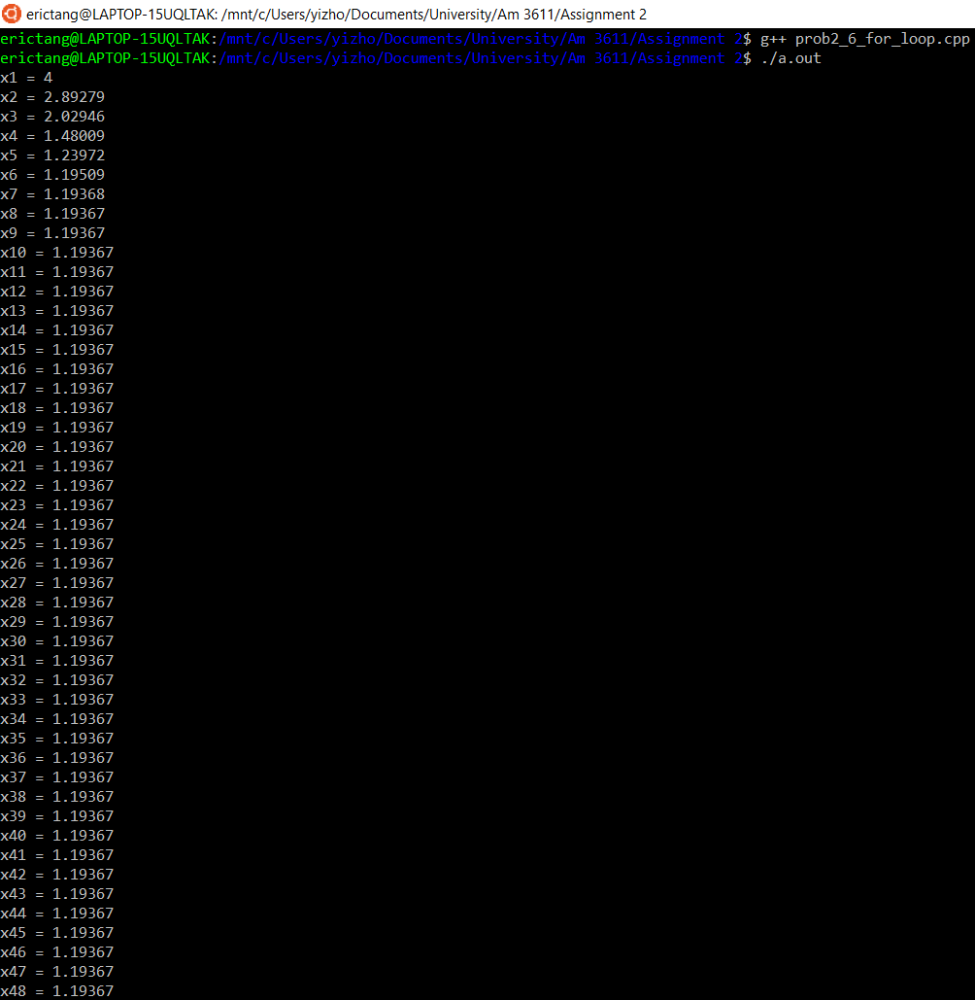 erictang@LAPTOP-15UQLTAK: /mnt/c/Users/yizho/Documents/University/Am 3611/Assignment 2
erictang@LAPTOP-15UQLTAK:/mnt/c/Users/yizho/Documents/University/Am 3611/Assignment 2$ g++ prob2_6_for_loop.cpp
erictang@LAPTOP-15UQLTAK:/mnt/c/Users/yizho/Documents/University/Am 3611/Assignment 2$ ./a.out
x1 = 4
x2 = 2.89279
x3 = 2.02946
x4 = 1.48009
x5 = 1.23972
x6 = 1.19509
x7 = 1.19368
x8 = 1.19367
x9 = 1.19367
x10 = 1.19367
x11 = 1.19367
x12 = 1.19367
x13 = 1.19367
x14 = 1.19367
x15 = 1.19367
x16 = 1.19367
x17 = 1.19367
x18 = 1.19367
x19 = 1.19367
x20 = 1.19367
x21 = 1.19367
x22 = 1.19367
x23 = 1.19367
x24 = 1.19367
x25 = 1.19367
x26 = 1.19367
x27 = 1.19367
x28 = 1.19367
x29 = 1.19367
x30 = 1.19367
x31 = 1.19367
x32 = 1.19367
x33 = 1.19367
x34 = 1.19367
x35 = 1.19367
x36 = 1.19367
x37 = 1.19367
x38 = 1.19367
x39 = 1.19367
x40 = 1.19367
x41 = 1.19367
x42 = 1.19367
x43 = 1.19367
x44 = 1.19367
x45 = 1.19367
x46 = 1.19367
x47 = 1.19367
x48 = 1.19367